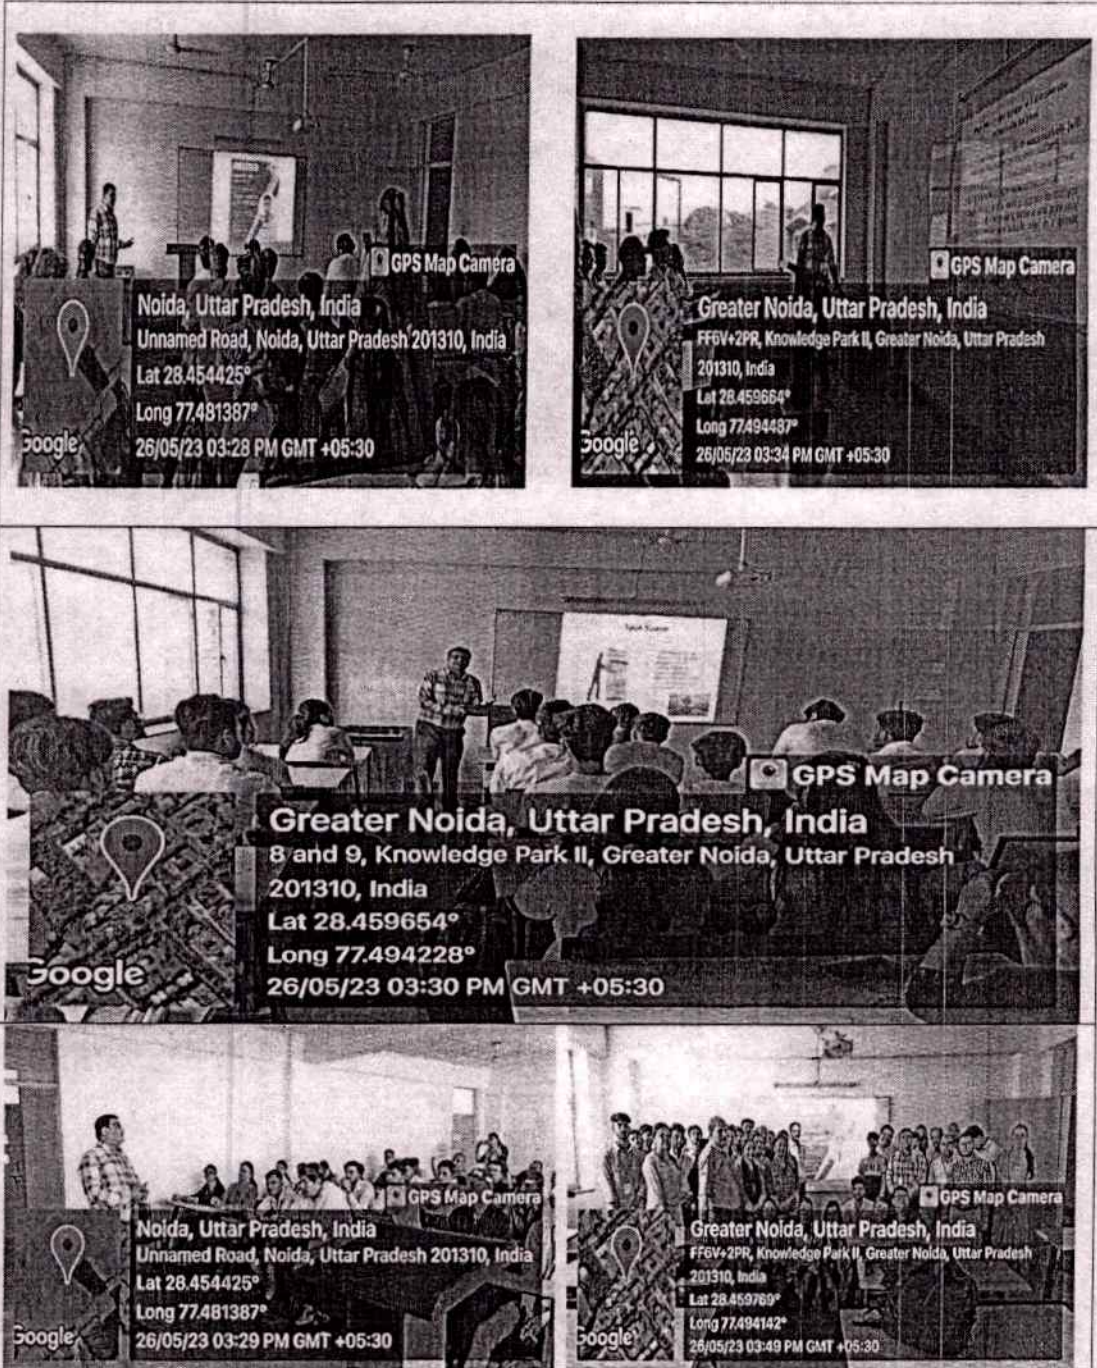 GPS Map Camera
Noida, Uttar Pradesh, India
Unnamed Road, Noida, Uttar Pradesh 201310, India
Lat 28.454425°
Long 77.481387°
26/05/23 03:28 PM GMT +05:30
Google
GPS Map Camera
Greater Noida, Uttar Pradesh, India
FF6V+2PR, Knowledge Park II, Greater Noida, Uttar Pradesh
201310, India
Lat 28.459664°
Long 77.494487°
26/05/23 03:34 PM GMT +05:30
Google
GPS Map Camera
Greater Noida, Uttar Pradesh, India
8 and 9, Knowledge Park II, Greater Noida, Uttar Pradesh
201310, India
Lat 28.459654°
Long 77.494228°
26/05/23 03:30 PM GMT +05:30
Google
GPS Map Camera
Noida, Uttar Pradesh, India
Unnamed Road, Noida, Uttar Pradesh 201310, India
Lat 28.454425°
Long 77.481387°
26/05/23 03:29 PM GMT +05:30
Google
GPS Map Camera
Greater Noida, Uttar Pradesh, India
FF6V+2PR, Knowledge Park II, Greater Noida, Uttar Pradesh
201310, India
Lat 28.459769°
Long 77.494142°
26/05/23 03:49 PM GMT +05:30
Google